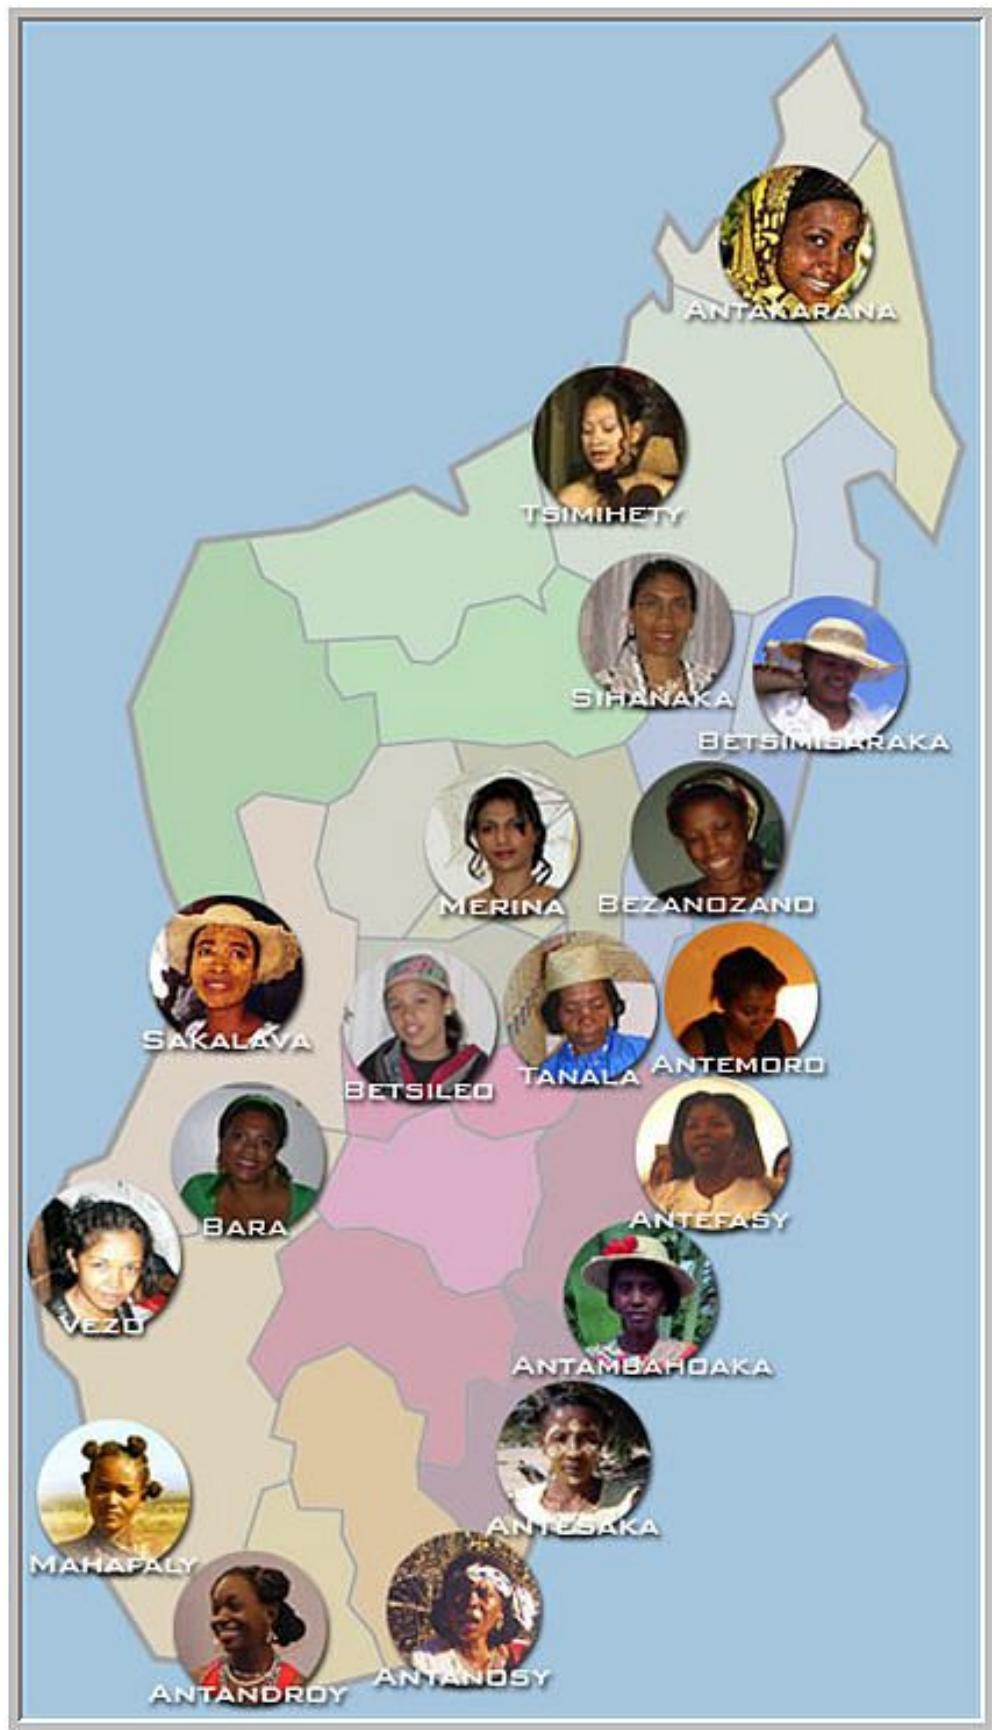 ANTAKARANA
TSIMIHETY
SIHANAKA
BETSIMISARAKA
MERINA
BEZANOZANO
SAKALAVA
BETSILEO
TANALA
ANTEMORO
BARA
ANTEFASY
VEZO
ANTAMBAHOAKA
ANTESAKA
MAHAFALY
ANTANDROY
ANTANOSY